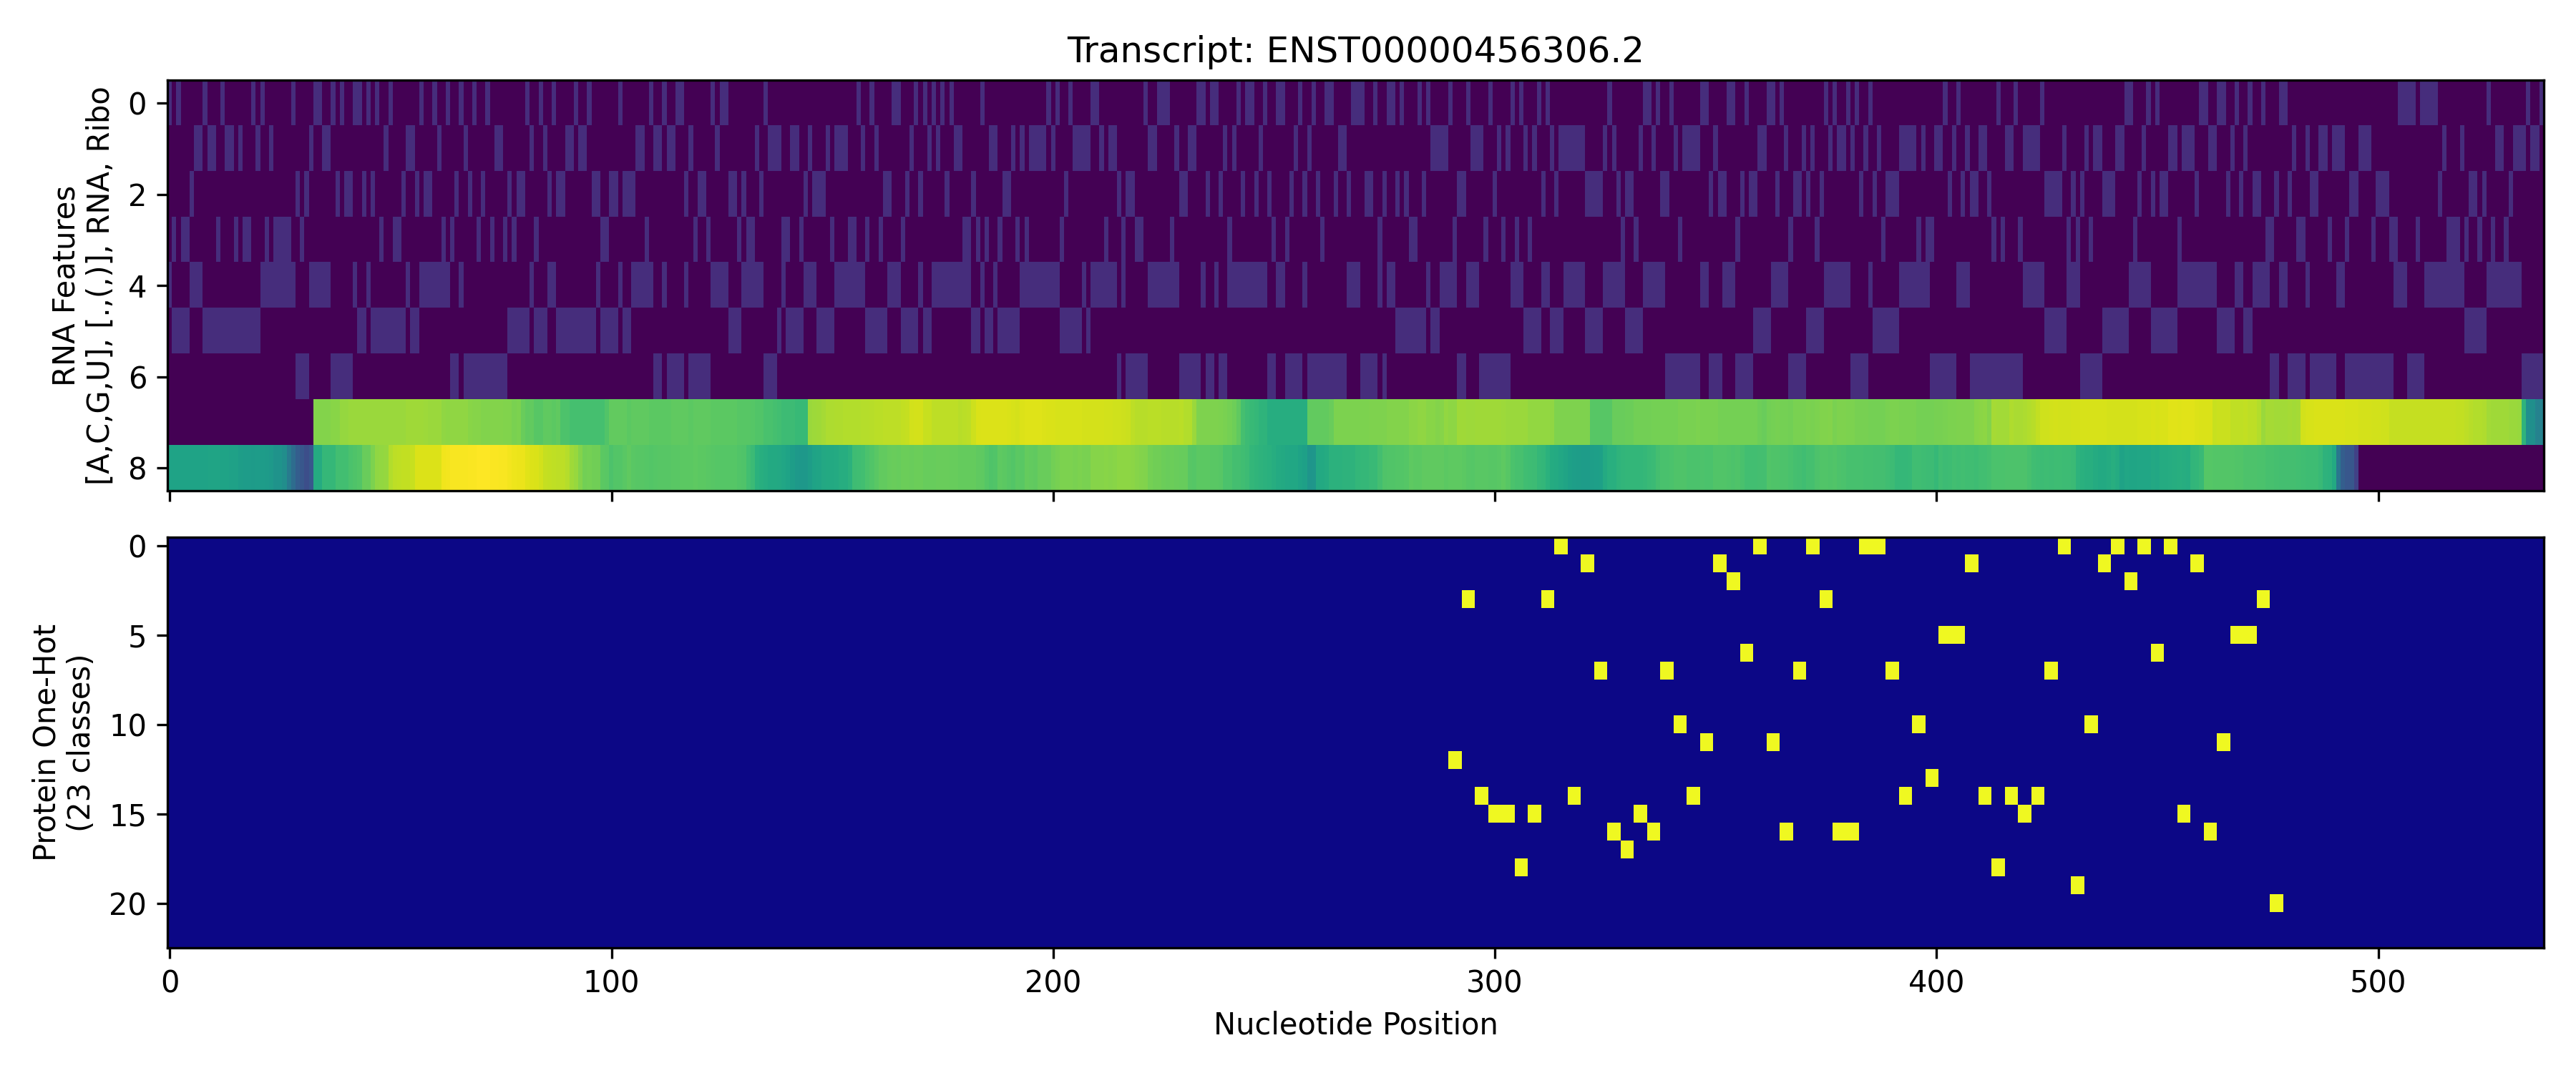 Transcript: ENST00000456306.2
RNA Features
[A,C,G,U], [.,(,)], RNA, Ribo
0
2
4
6
8
Protein One-Hot
(23 classes)
0
5
10
15
20
0 100 200 300 400 500
Nucleotide Position